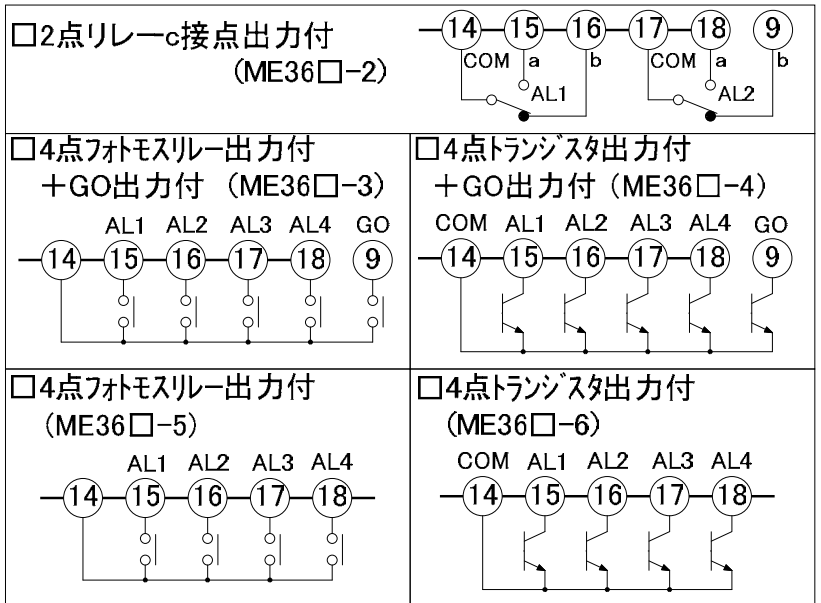 □2点リレーc接点出力付
(ME36□-2)
14 15 16 17 18 9
COM a b COM a b
AL1 AL2
□4点フォトモスリレー出力付
+GO出力付 (ME36□-3)
AL1 AL2 AL3 AL4 GO
14 15 16 17 18 9
□4点トランジスタ出力付
+GO出力付 (ME36□-4)
COM AL1 AL2 AL3 AL4 GO
14 15 16 17 18 9
□4点フォトモスリレー出力付
(ME36□-5)
AL1 AL2 AL3 AL4
14 15 16 17 18
□4点トランジスタ出力付
(ME36□-6)
COM AL1 AL2 AL3 AL4
14 15 16 17 18